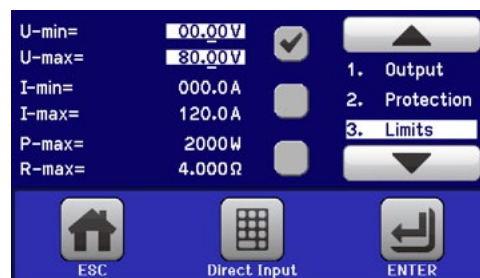 U-min= 00.00V
U-max= 80.00V
I-min= 000.0A
I-max= 120.0A
P-max= 2000W
R-max= 4.000Ω
1. Output
2. Protection
3. Limits
ESC
Direct Input
ENTER